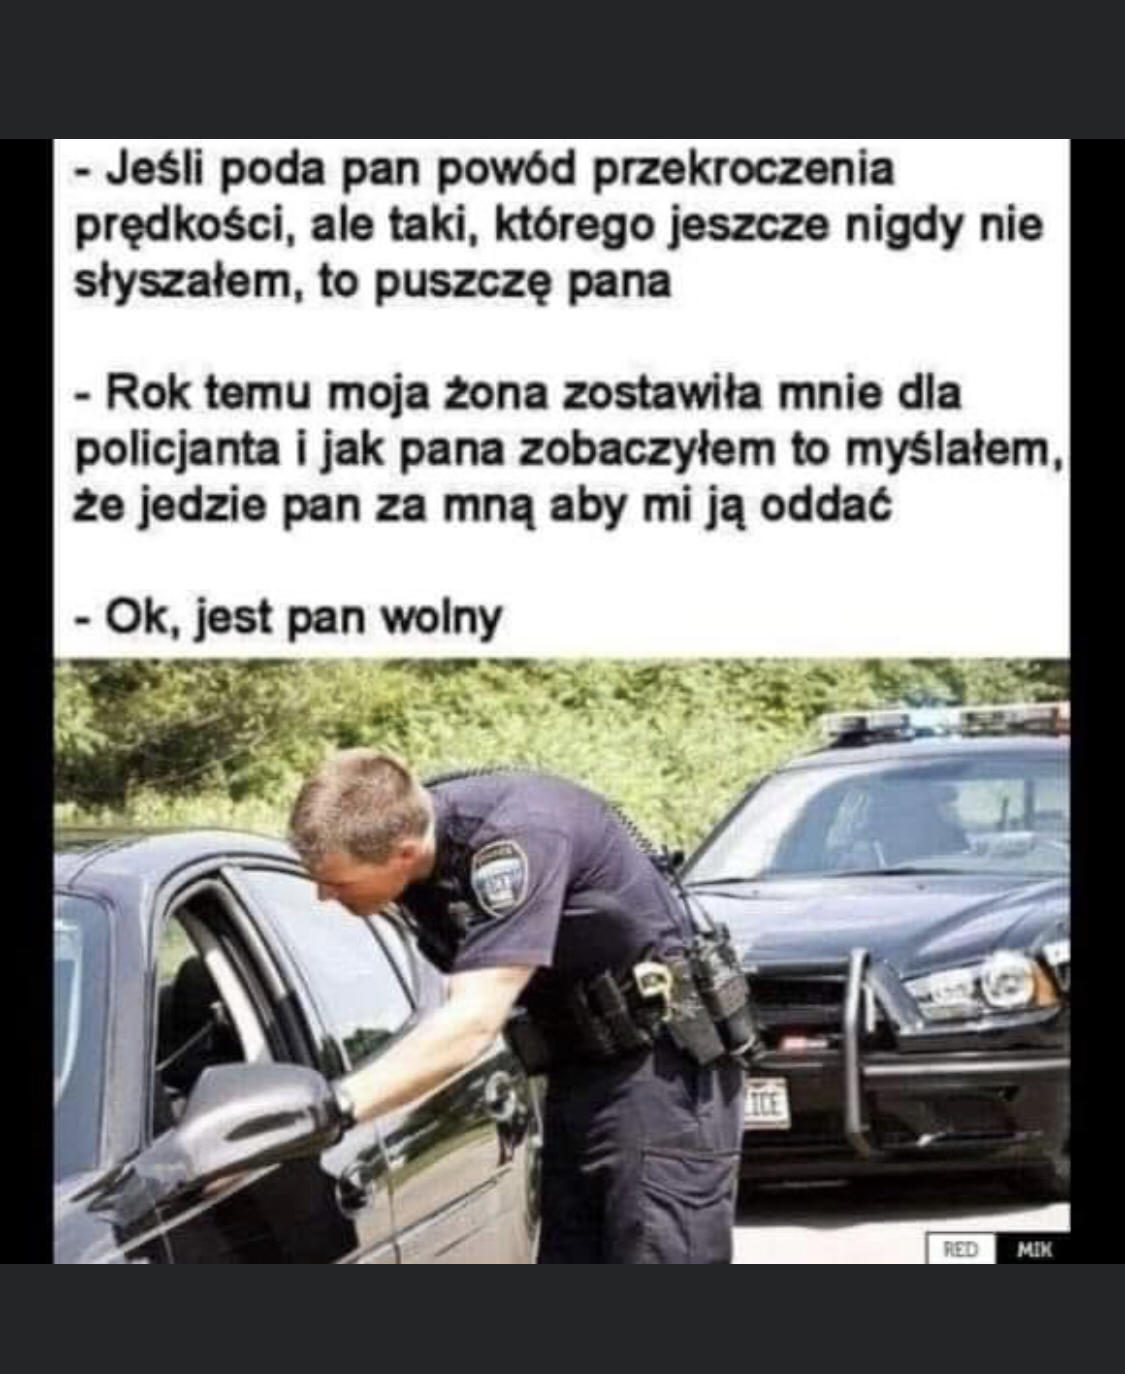 - Jeśli poda pan powód przekroczenia
prędkości, ale taki, którego jeszcze nigdy nie
słyszałem, to puszczę pana
- Rok temu moja żona zostawiła mnie dla
policjanta i jak pana zobaczyłem to myślałem,
że jedzie pan za mną aby mi ją oddać
- Ok, jest pan wolny
ICE
RED MIK